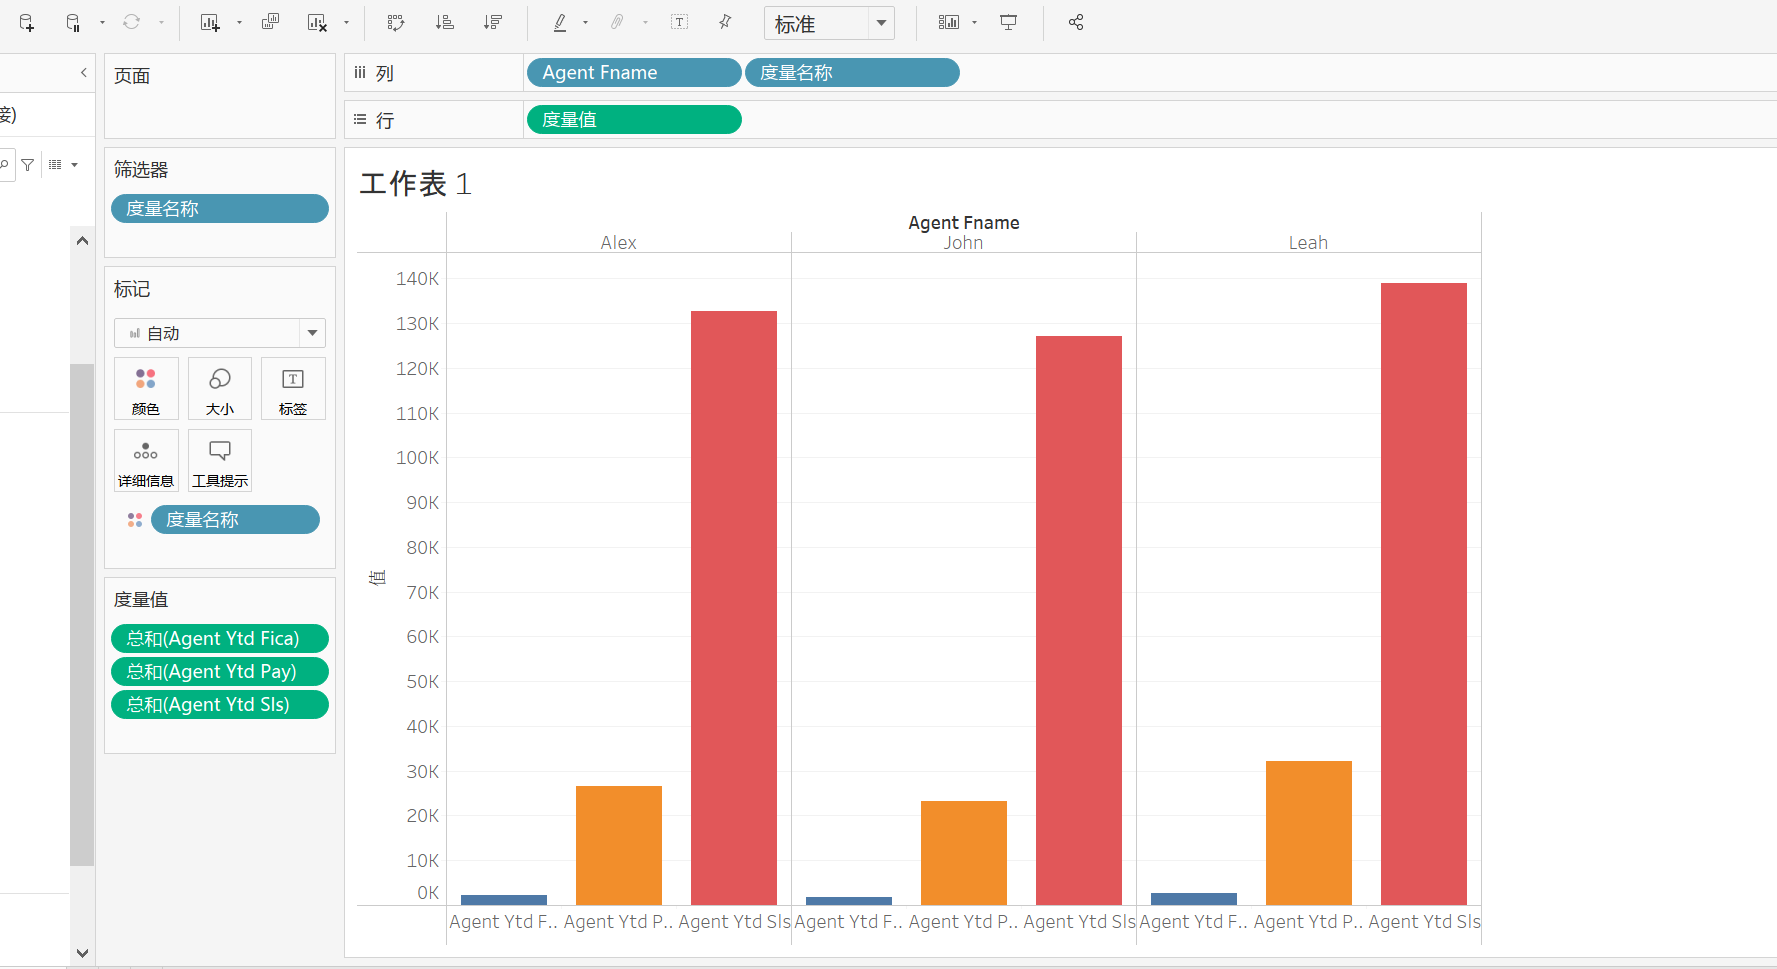 标准
接)
页面
iii 列
Agent Fname
度量名称
行
度量值
筛选器
度量名称
标记
自动
颜色
大小
标签
详细信息
工具提示
度量名称
度量值
总和(Agent Ytd Fica)
总和(Agent Ytd Pay)
总和(Agent Ytd Sls)
工作表 1
Agent Fname
Alex
John
Leah
值
140K
130K
120K
110K
100K
90K
80K
70K
60K
50K
40K
30K
20K
10K
0K
Agent Ytd F..
Agent Ytd P..
Agent Ytd Sls
Agent Ytd F..
Agent Ytd P..
Agent Ytd Sls
Agent Ytd F..
Agent Ytd P..
Agent Ytd Sls